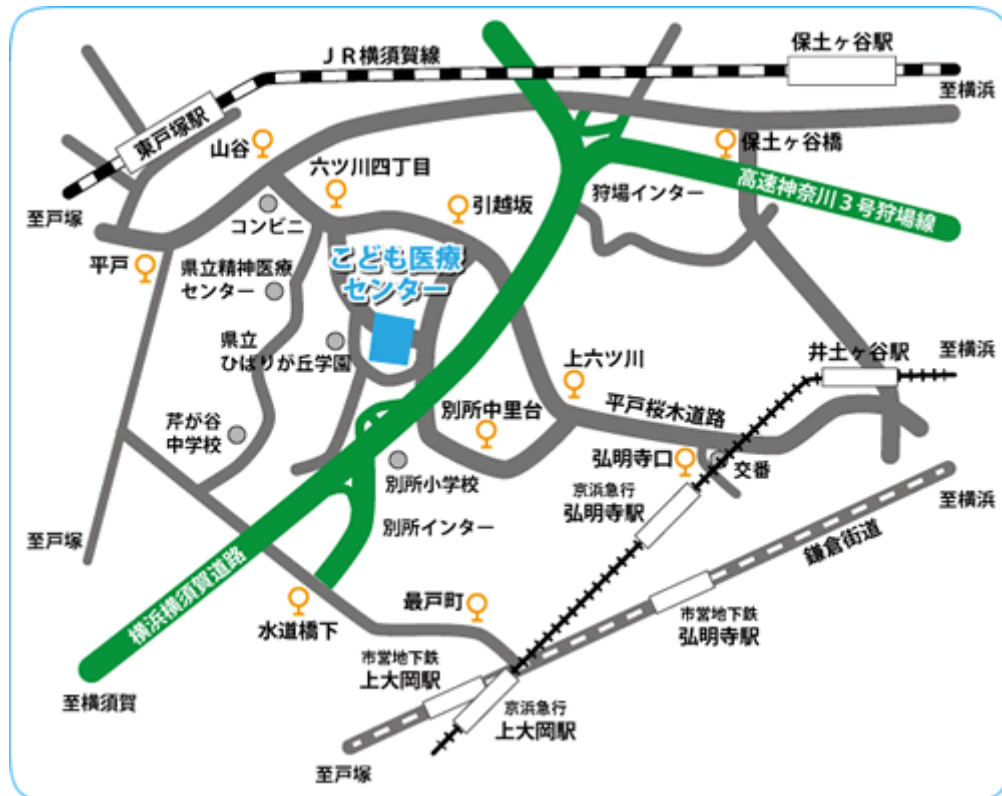 保土ヶ谷駅
JR横須賀線
至横浜
東戸塚駅
山谷
保土ヶ谷橋
六ツ川四丁目
高速神奈川3号狩場線
狩場インター
至戸塚
引越坂
コンビニ
平戸
県立精神医療
センター
こども医療
センター
県立
ひばりが丘学園
上六ツ川
井土ヶ谷駅
至横浜
平戸桜木道路
別所中里台
芹が谷
中学校
弘明寺口
交番
別所小学校
京浜急行
弘明寺駅
至横浜
別所インター
至戸塚
鎌倉街道
横浜横須賀道路
最戸町
水道橋下
市営地下鉄
弘明寺駅
市営地下鉄
上大岡駅
至横須賀
京浜急行
上大岡駅
至戸塚